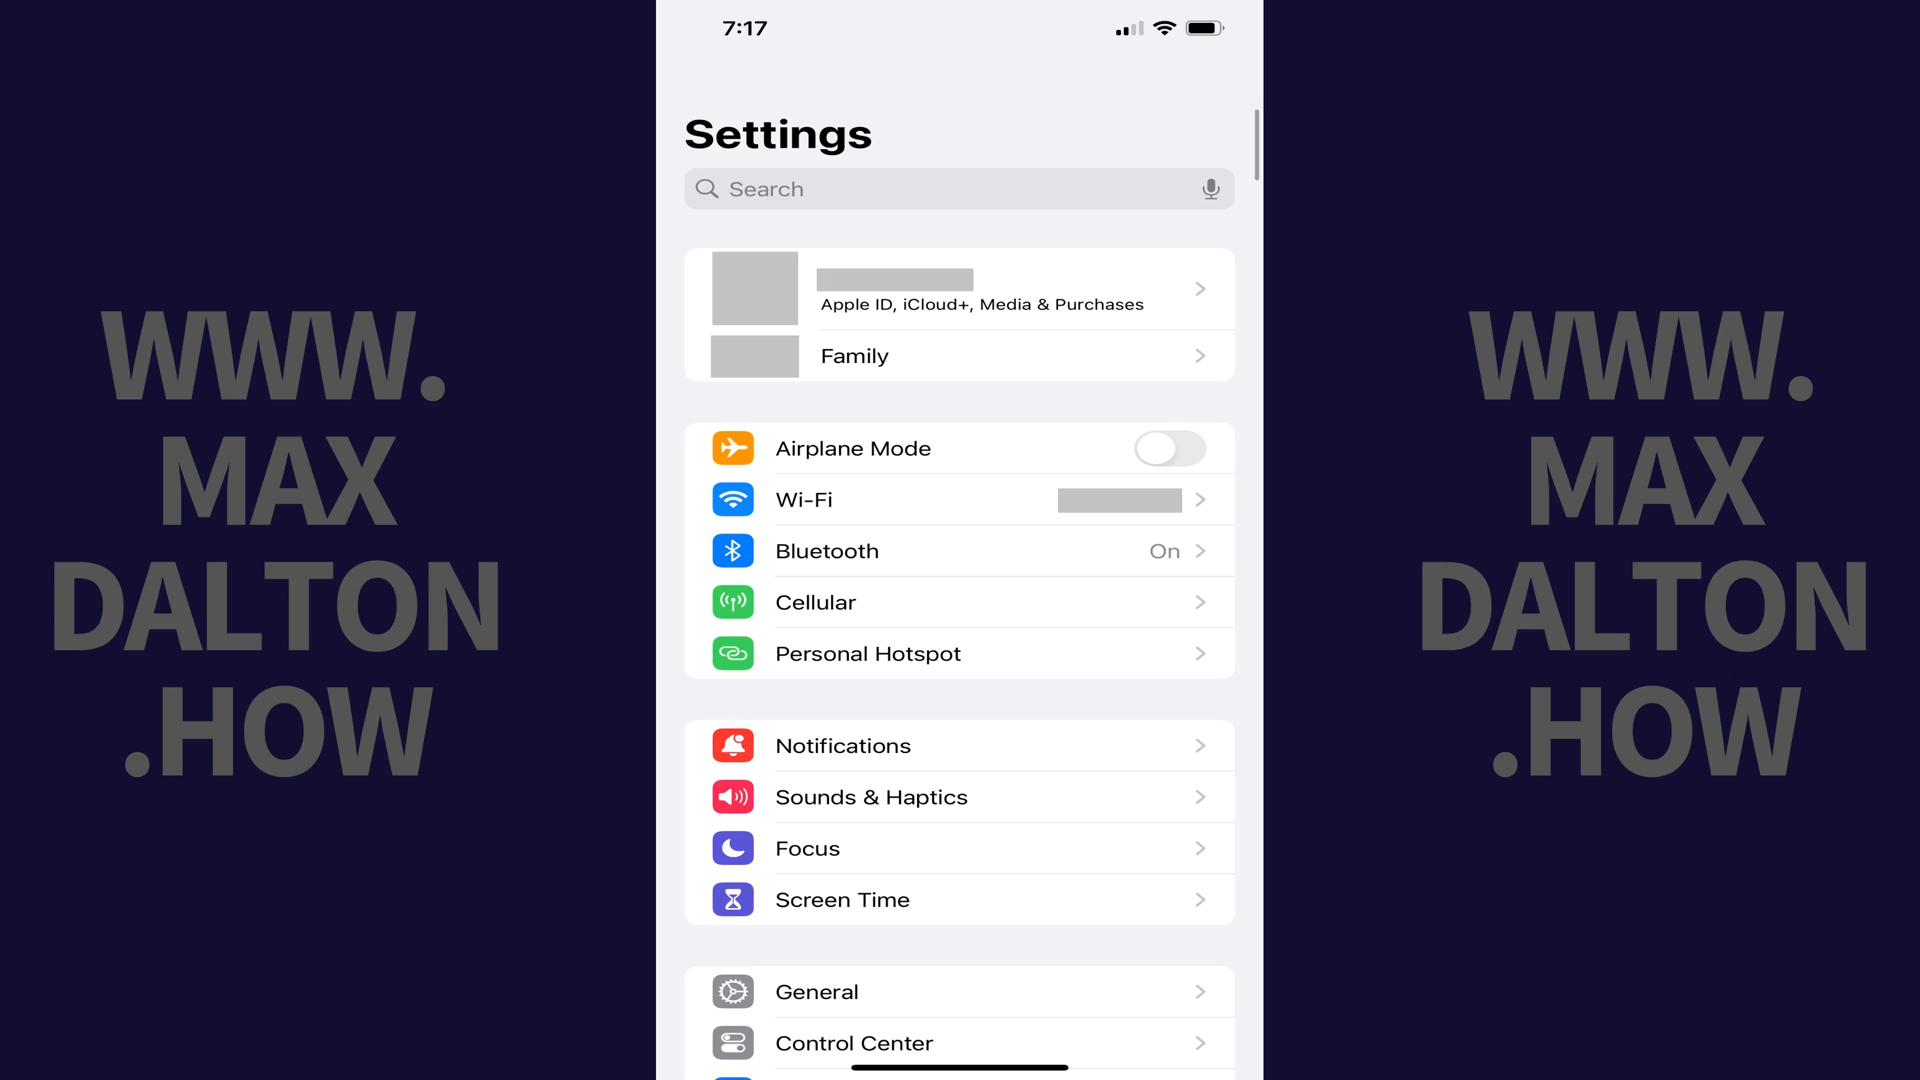 WWW.
MAX
DALTON
.HOW
7:17
Settings
Search
Apple ID, iCloud+, Media & Purchases
Family
Airplane Mode
Wi-Fi
Bluetooth On
Cellular
Personal Hotspot
Notifications
Sounds & Haptics
Focus
Screen Time
General
Control Center
WWW.
MAX
DALTON
.HOW